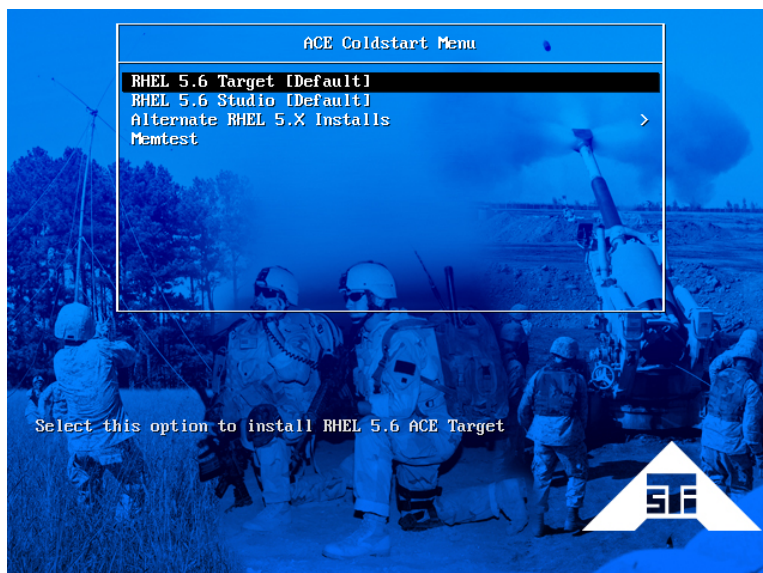 ACE Coldstart Menu
RHEL 5.6 Target [Default]
RHEL 5.6 Studio [Default]
Alternate RHEL 5.X Installs >
Memtest
Select this option to install RHEL 5.6 ACE Target
STi